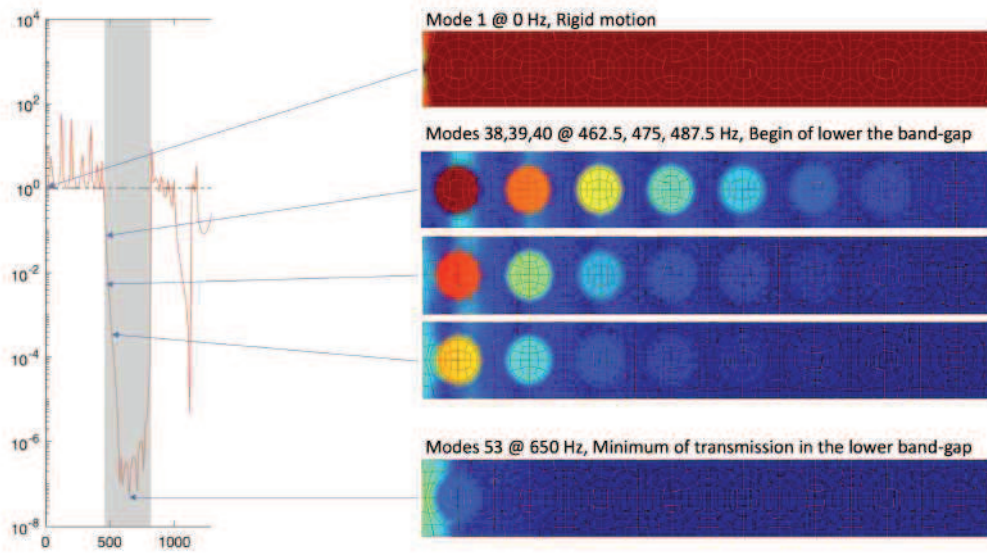 Mode 1 @ 0 Hz, Rigid motion
Modes 38,39,40 @ 462.5, 475, 487.5 Hz, Begin of lower the band-gap
Modes 53 @ 650 Hz, Minimum of transmission in the lower band-gap
10^4
10^2
10^0
10^-2
10^-4
10^-6
10^-8
0 500 1000